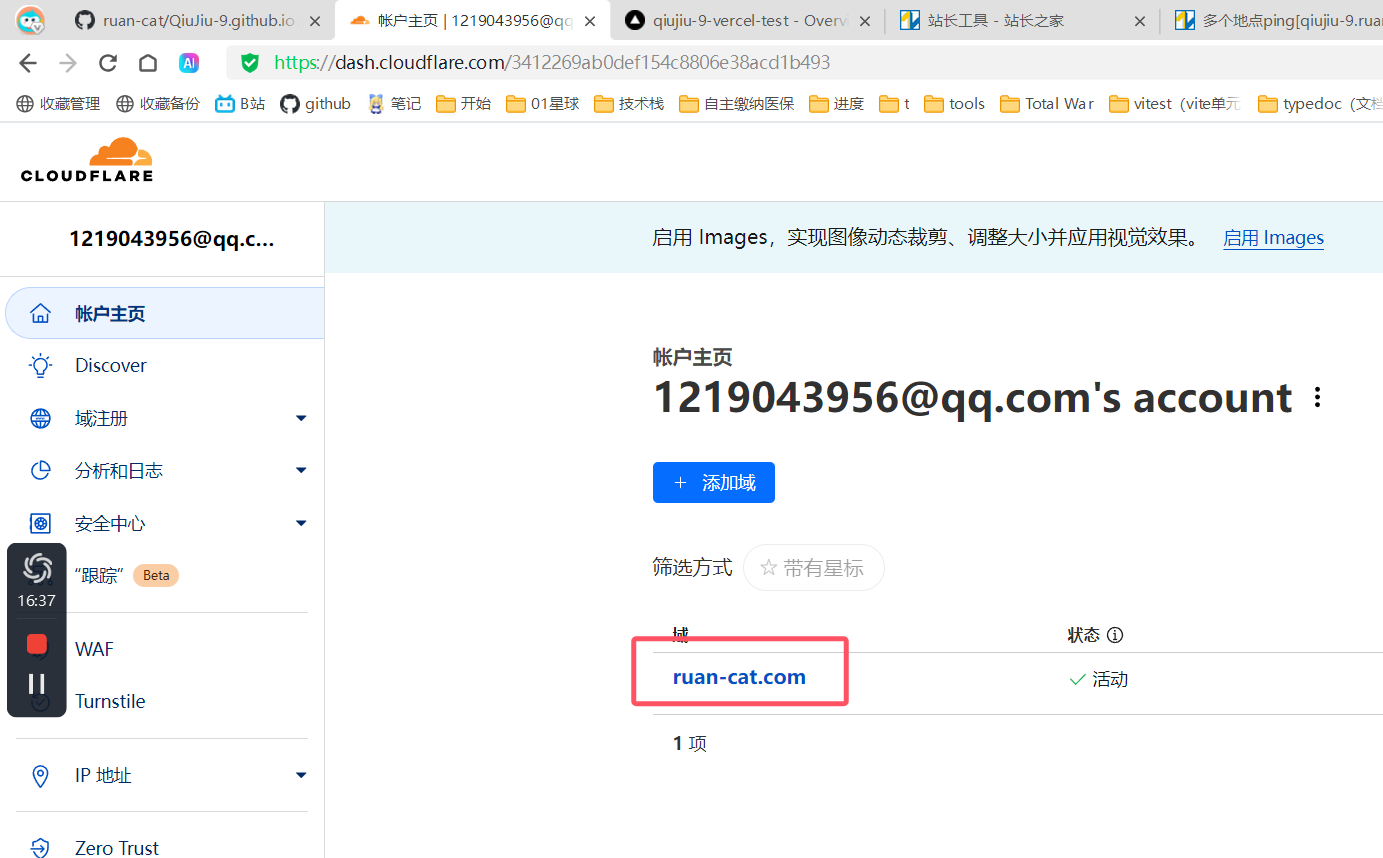 ruan-cat/QiuJiu-9.github.io
帐户主页 | 1219043956@qq
qiujiu-9-vercel-test - Overv
站长工具 - 站长之家
多个地点ping[qiujiu-9.ruan
AI
https://dash.cloudflare.com/3412269ab0def154c8806e38acd1b493
收藏管理
收藏备份
B站
github
笔记
开始
01星球
技术栈
自主缴纳医保
进度
t
tools
Total War
vitest（vite单元
typedoc（文档
CLOUDFLARE
1219043956@qq.c...
启用 Images，实现图像动态裁剪、调整大小并应用视觉效果。 启用 Images
帐户主页
Discover
域注册
分析和日志
安全中心
“跟踪” Beta
16:37
WAF
Turnstile
IP 地址
Zero Trust
帐户主页
1219043956@qq.com's account
+ 添加域
筛选方式 带有星标
域 状态
ruan-cat.com 活动
1 项